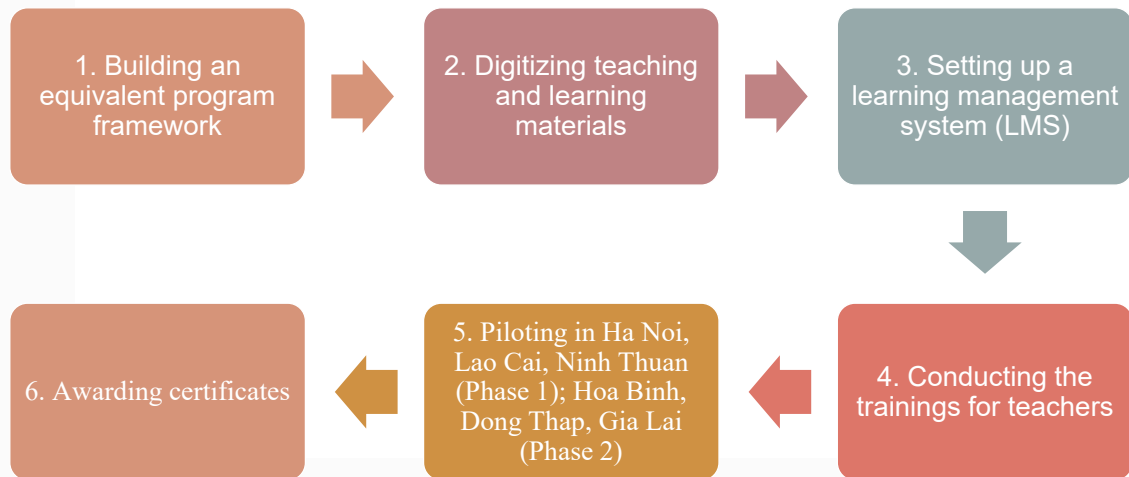 1. Building an
equivalent program
framework
2. Digitizing teaching
and learning
materials
3. Setting up a
learning management
system (LMS)
4. Conducting the
trainings for teachers
5. Piloting in Ha Noi,
Lao Cai, Ninh Thuan
(Phase 1); Hoa Binh,
Dong Thap, Gia Lai
(Phase 2)
6. Awarding certificates